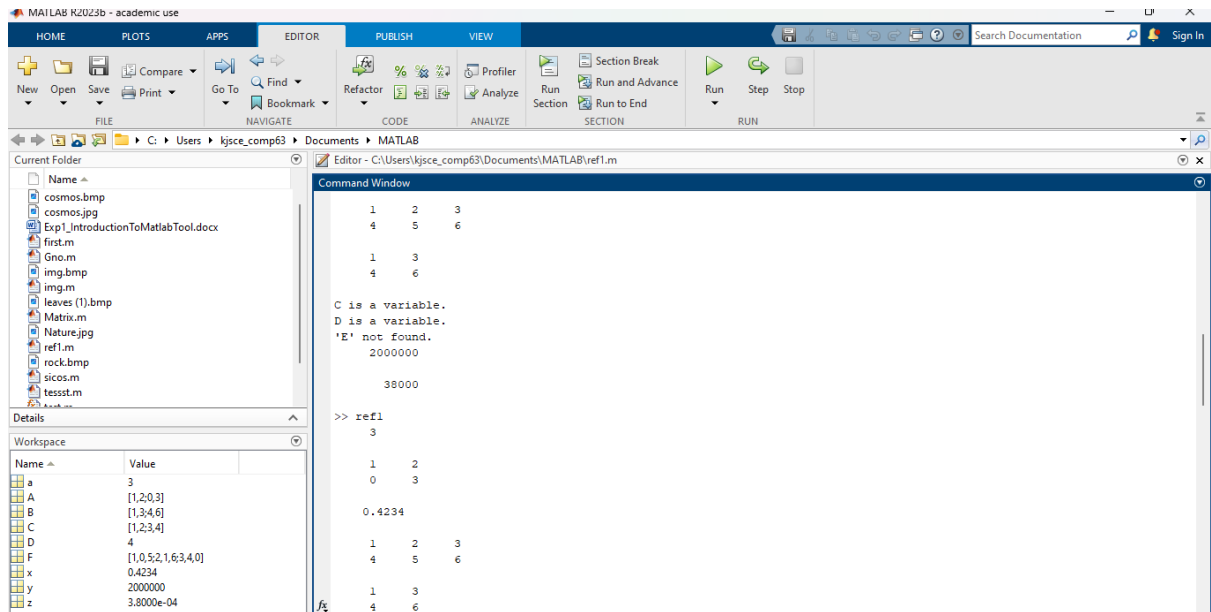 MATLAB R2023b - academic use
HOME PLOTS APPS EDITOR PUBLISH VIEW Search Documentation Sign In
New Open Save Compare Print Go To Find Bookmark Refactor Profiler Analyze Run Section Section Break Run and Advance Run to End Run Step Stop
FILE NAVIGATE CODE ANALYZE SECTION RUN
C: Users kjsce_comp63 Documents MATLAB
Current Folder
Name
cosmos.bmp
cosmos.jpg
Exp1_IntroductionToMatlabTool.docx
first.m
Gno.m
img.bmp
img.m
leaves (1).bmp
Matrix.m
Nature.jpg
ref1.m
rock.bmp
sicos.m
tessst.m
Details
Workspace
Name Value
a 3
A [1,2;0,3]
B [1,3;4,6]
C [1,2;3,4]
D 4
F [1,0,5;2,1,6;3,4,0]
x 0.4234
y 2000000
z 3.8000e-04
Editor - C:\Users\kjsce_comp63\Documents\MATLAB\ref1.m
Command Window
1 2 3
4 5 6
1 3
4 6
C is a variable.
D is a variable.
'E' not found.
2000000
38000
>> ref1
3
1 2
0 3
0.4234
1 2 3
4 5 6
1 3
fx 4 6